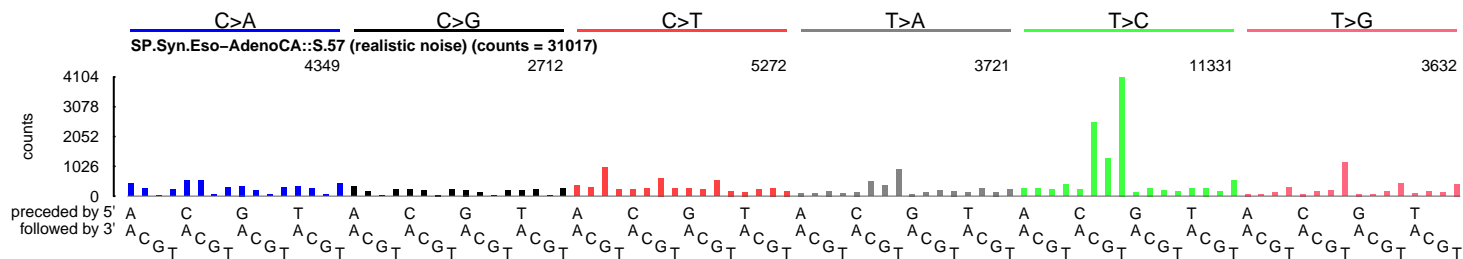 C>A C>G C>T T>A T>C T>G
SP.Syn.Eso–AdenoCA::S.57 (realistic noise) (counts = 31017)
4349 2712 5272 3721 11331 3632
4104
3078
2052
1026
0
counts
preceded by 5' A C G T A C G T A C G T A C G T A C G T A C G T
followed by 3' A C G T A C G T A C G T A C G T A C G T A C G T A C G T A C G T A C G T A C G T A C G T A C G T A C G T A C G T A C G T A C G T A C G T A C G T A C G T A C G T A C G T A C G T A C G T A C G T